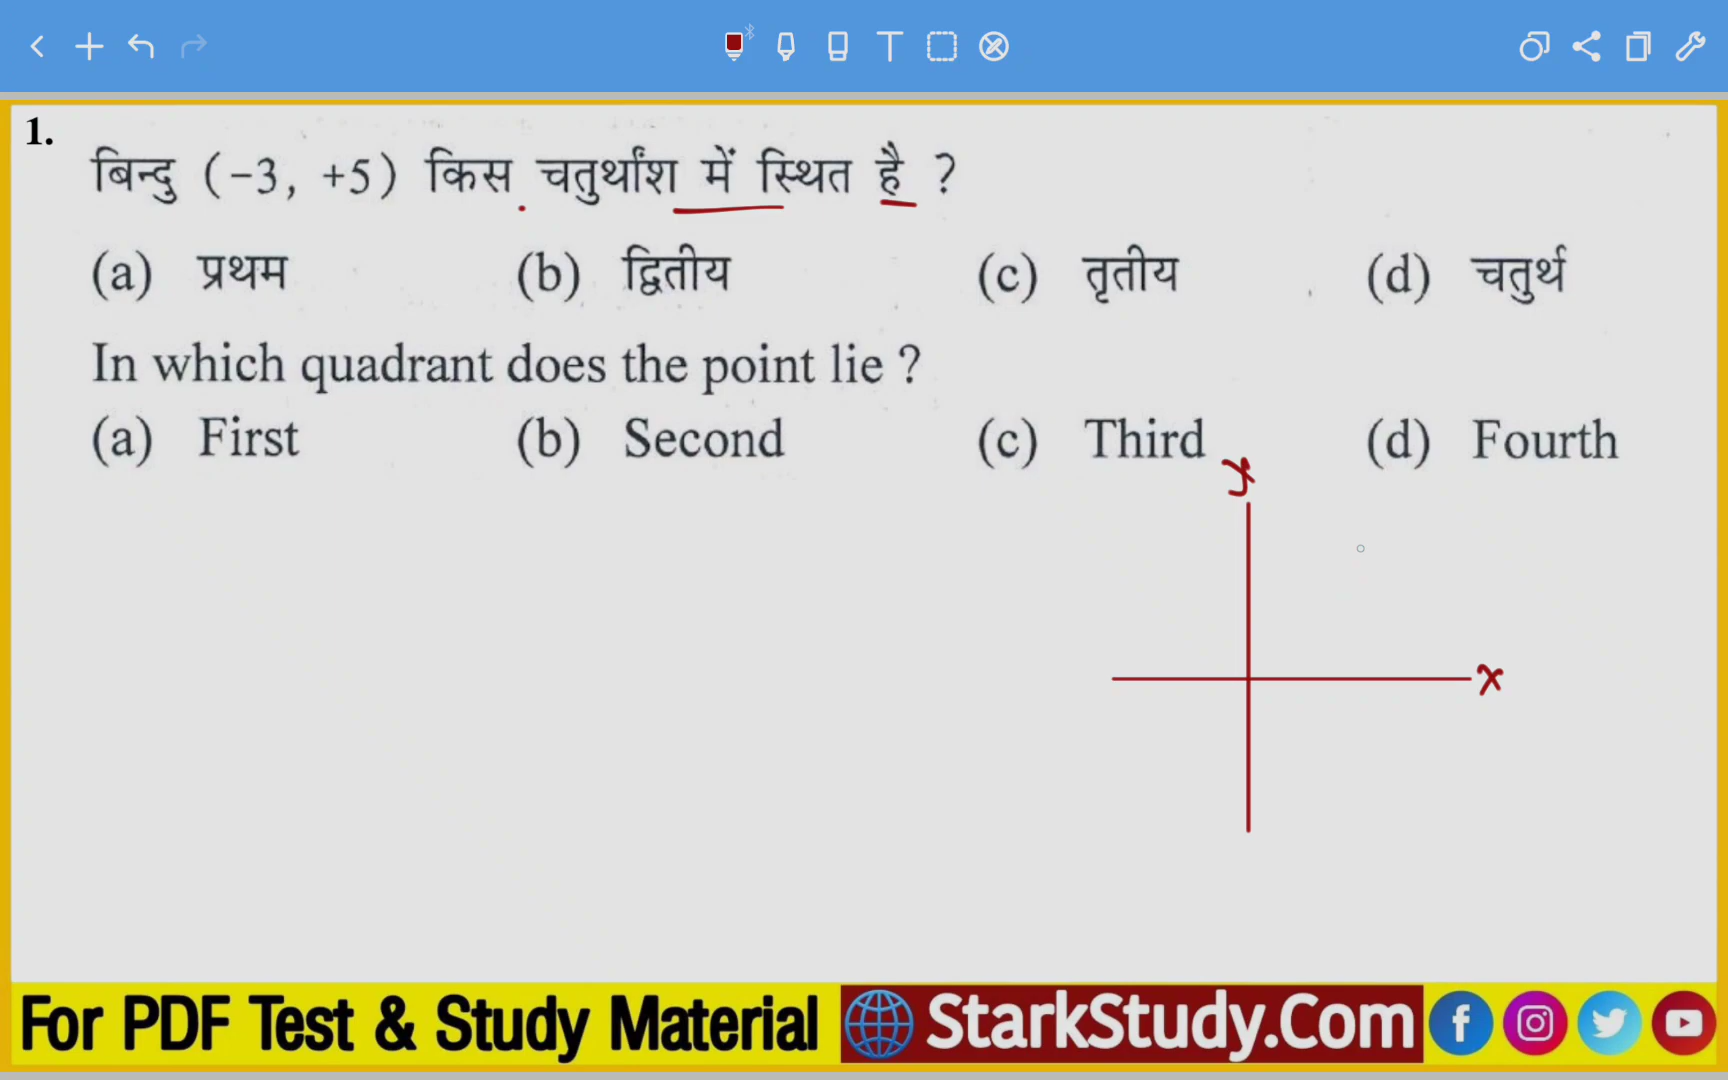 1.
बिन्दु (-3, +5) किस चतुर्थांश में स्थित है ?
(a) प्रथम (b) द्वितीय (c) तृतीय (d) चतुर्थ
In which quadrant does the point lie ?
(a) First (b) Second (c) Third (d) Fourth
y
x
For PDF Test & Study Material StarkStudy.Com